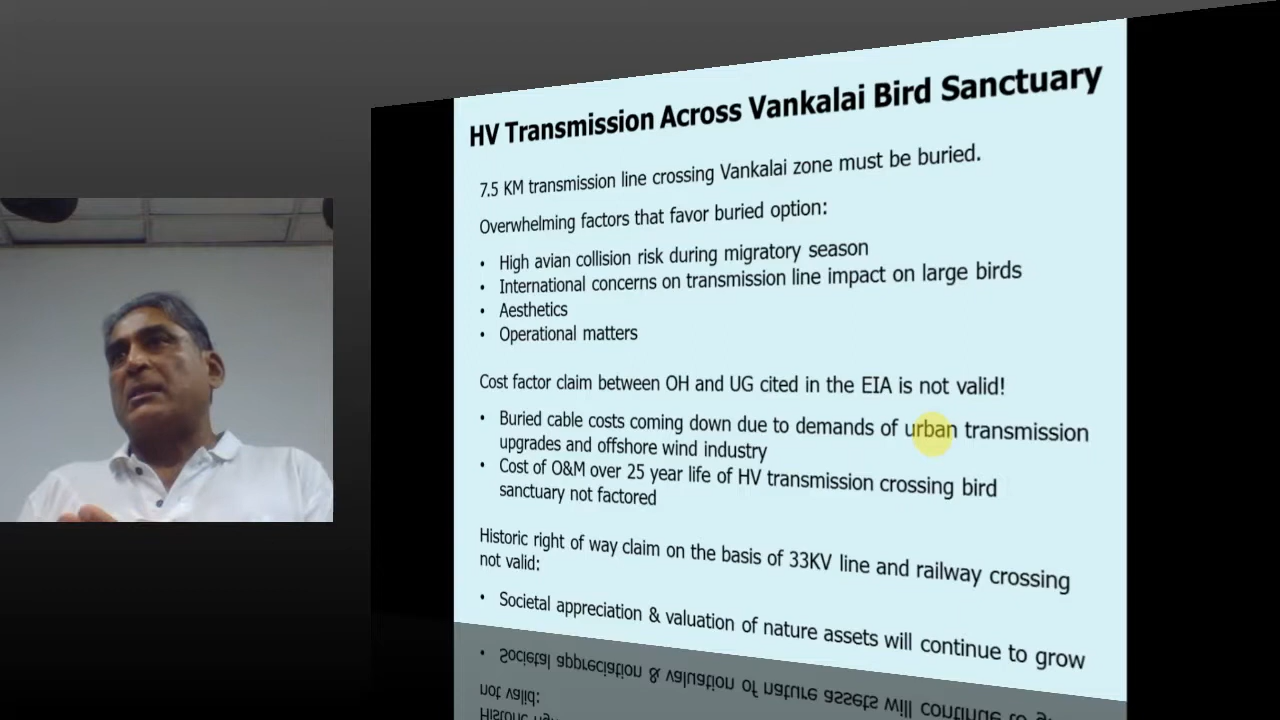 HV Transmission Across Vankalai Bird Sanctuary
7.5 KM transmission line crossing Vankalai zone must be buried.
Overwhelming factors that favor buried option:
• High avian collision risk during migratory season
• International concerns on transmission line impact on large birds
• Aesthetics
• Operational matters
Cost factor claim between OH and UG cited in the EIA is not valid!
• Buried cable costs coming down due to demands of urban transmission
upgrades and offshore wind industry
• Cost of O&M over 25 year life of HV transmission crossing bird
sanctuary not factored
Historic right of way claim on the basis of 33KV line and railway crossing
not valid:
• Societal appreciation & valuation of nature assets will continue to grow